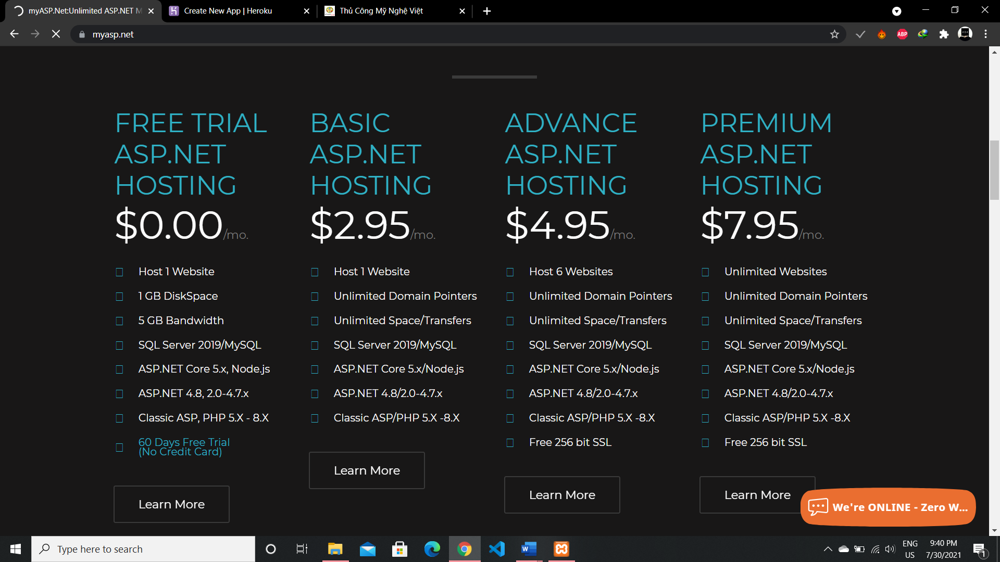 myASP.Net:Unlimited ASP.NET M
Create New App | Heroku
Thủ Công Mỹ Nghệ Việt
myasp.net
ABP
FREE TRIAL
ASP.NET
HOSTING
$0.00/mo.
Host 1 Website
1 GB DiskSpace
5 GB Bandwidth
SQL Server 2019/MySQL
ASP.NET Core 5.x, Node.js
ASP.NET 4.8, 2.0-4.7.x
Classic ASP, PHP 5.X - 8.X
60 Days Free Trial
(No Credit Card)
Learn More
BASIC
ASP.NET
HOSTING
$2.95/mo.
Host 1 Website
Unlimited Domain Pointers
Unlimited Space/Transfers
SQL Server 2019/MySQL
ASP.NET Core 5.x/Node.js
ASP.NET 4.8/2.0-4.7.x
Classic ASP/PHP 5.X -8.X
Learn More
ADVANCE
ASP.NET
HOSTING
$4.95/mo.
Host 6 Websites
Unlimited Domain Pointers
Unlimited Space/Transfers
SQL Server 2019/MySQL
ASP.NET Core 5.x/Node.js
ASP.NET 4.8/2.0-4.7.x
Classic ASP/PHP 5.X -8.X
Free 256 bit SSL
Learn More
PREMIUM
ASP.NET
HOSTING
$7.95/mo.
Unlimited Websites
Unlimited Domain Pointers
Unlimited Space/Transfers
SQL Server 2019/MySQL
ASP.NET Core 5.x/Node.js
ASP.NET 4.8/2.0-4.7.x
Classic ASP/PHP 5.X -8.X
Free 256 bit SSL
Learn More
We're ONLINE - Zero W...
Type here to search
W
ENG
US
9:40 PM
7/30/2021
1